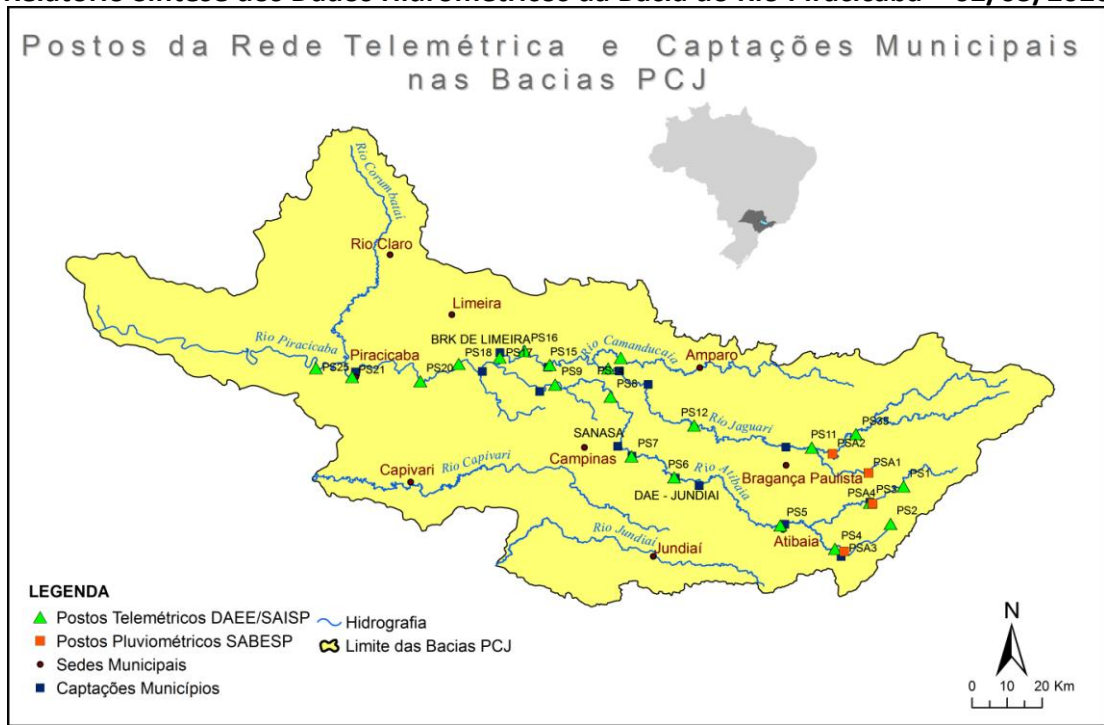 Postos da Rede Telemétrica e Captações Municipais
nas Bacias PCJ
Rio Corumbataí
Rio Claro
Limeira
BRK DE LIMEIRA
PS16
Rio Camanducaia
Rio Piracicaba
Piracicaba
PS18
PS17
PS15
Amparo
PS25
PS21
PS20
PS9
PS8
PS12
Rio Jaguari
PS35
PS11
PSA2
SANASA
Campinas
PS7
Capivari
Rio Capivari
PS6
Rio Atibaia
Bragança Paulista
PSA1
PS1
DAE - JUNDIAI
PSA4
PS3
PS2
PS5
Atibaia
PS4
PSA3
Rio Jundiaí
Jundiaí
LEGENDA
Postos Telemétricos DAEE/SAISP
Hidrografia
Postos Pluviométricos SABESP
Limite das Bacias PCJ
Sedes Municipais
Captações Municípios
N
0 10 20 Km